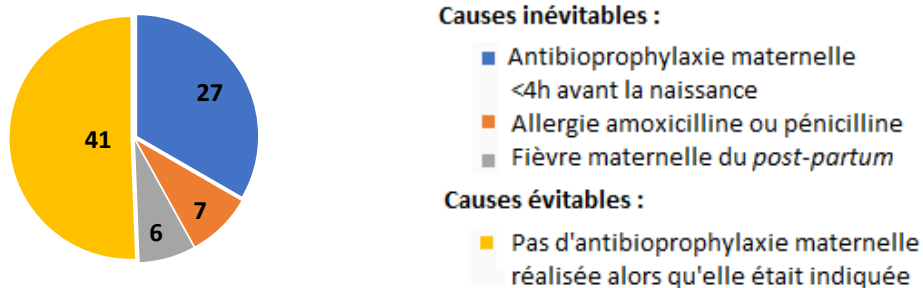 27
41
7
6
Causes inévitables :
Antibioprophylaxie maternelle
<4h avant la naissance
Allergie amoxicilline ou pénicilline
Fièvre maternelle du post-partum
Causes évitables :
Pas d'antibioprophylaxie maternelle
réalisée alors qu'elle était indiquée